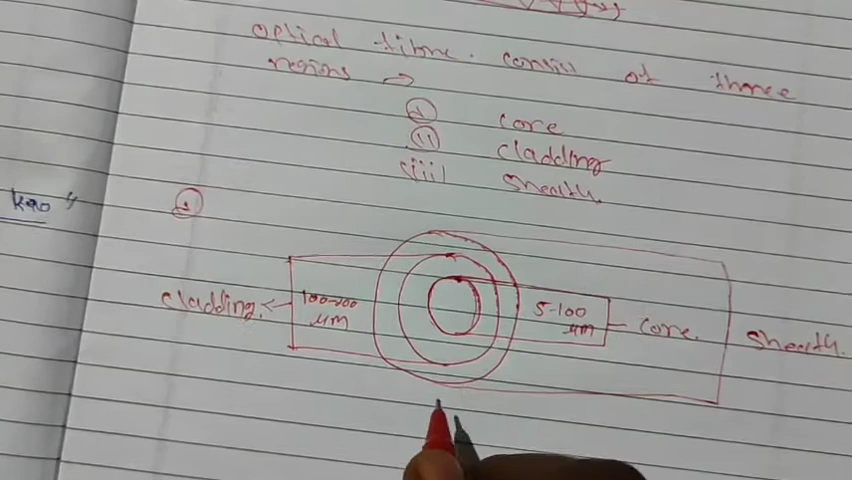 optical fibre. consist of three
regions →
(i) core
(ii) cladding
(iii) sheath.
Kao"
(i)
100-200
μm
cladding.
5-100
μm
core.
sheath.